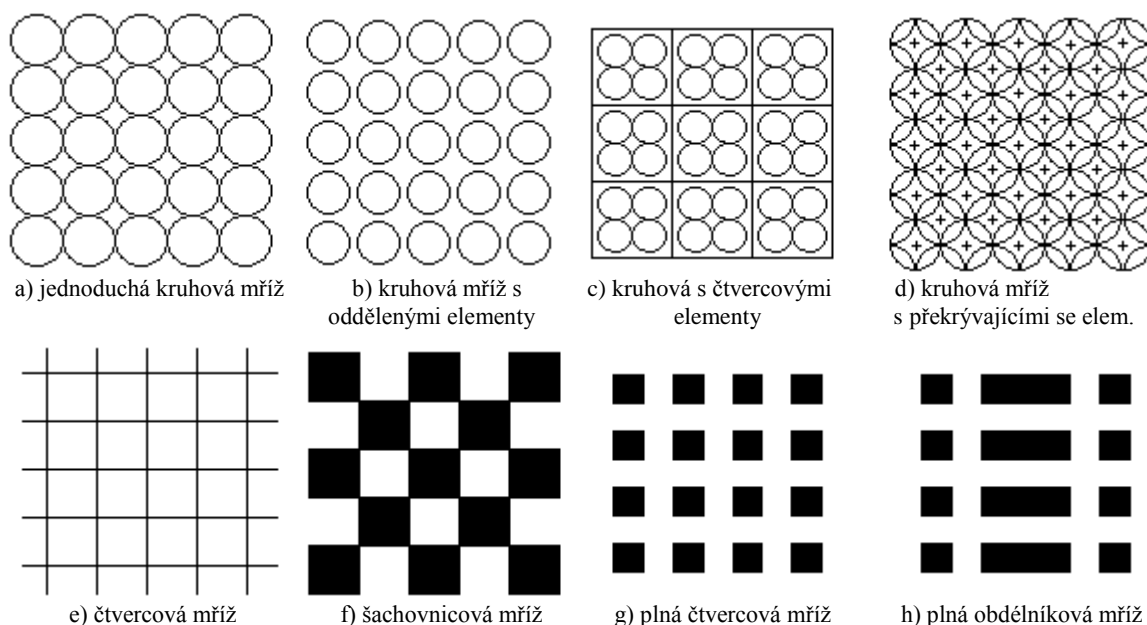 a) jednoduchá kruhová mříž
b) kruhová mříž s
oddělenými elementy
c) kruhová s čtvercovými
elementy
d) kruhová mříž
s překrývajícími se elem.
e) čtvercová mříž
f) šachovnicová mříž
g) plná čtvercová mříž
h) plná obdélníková mříž